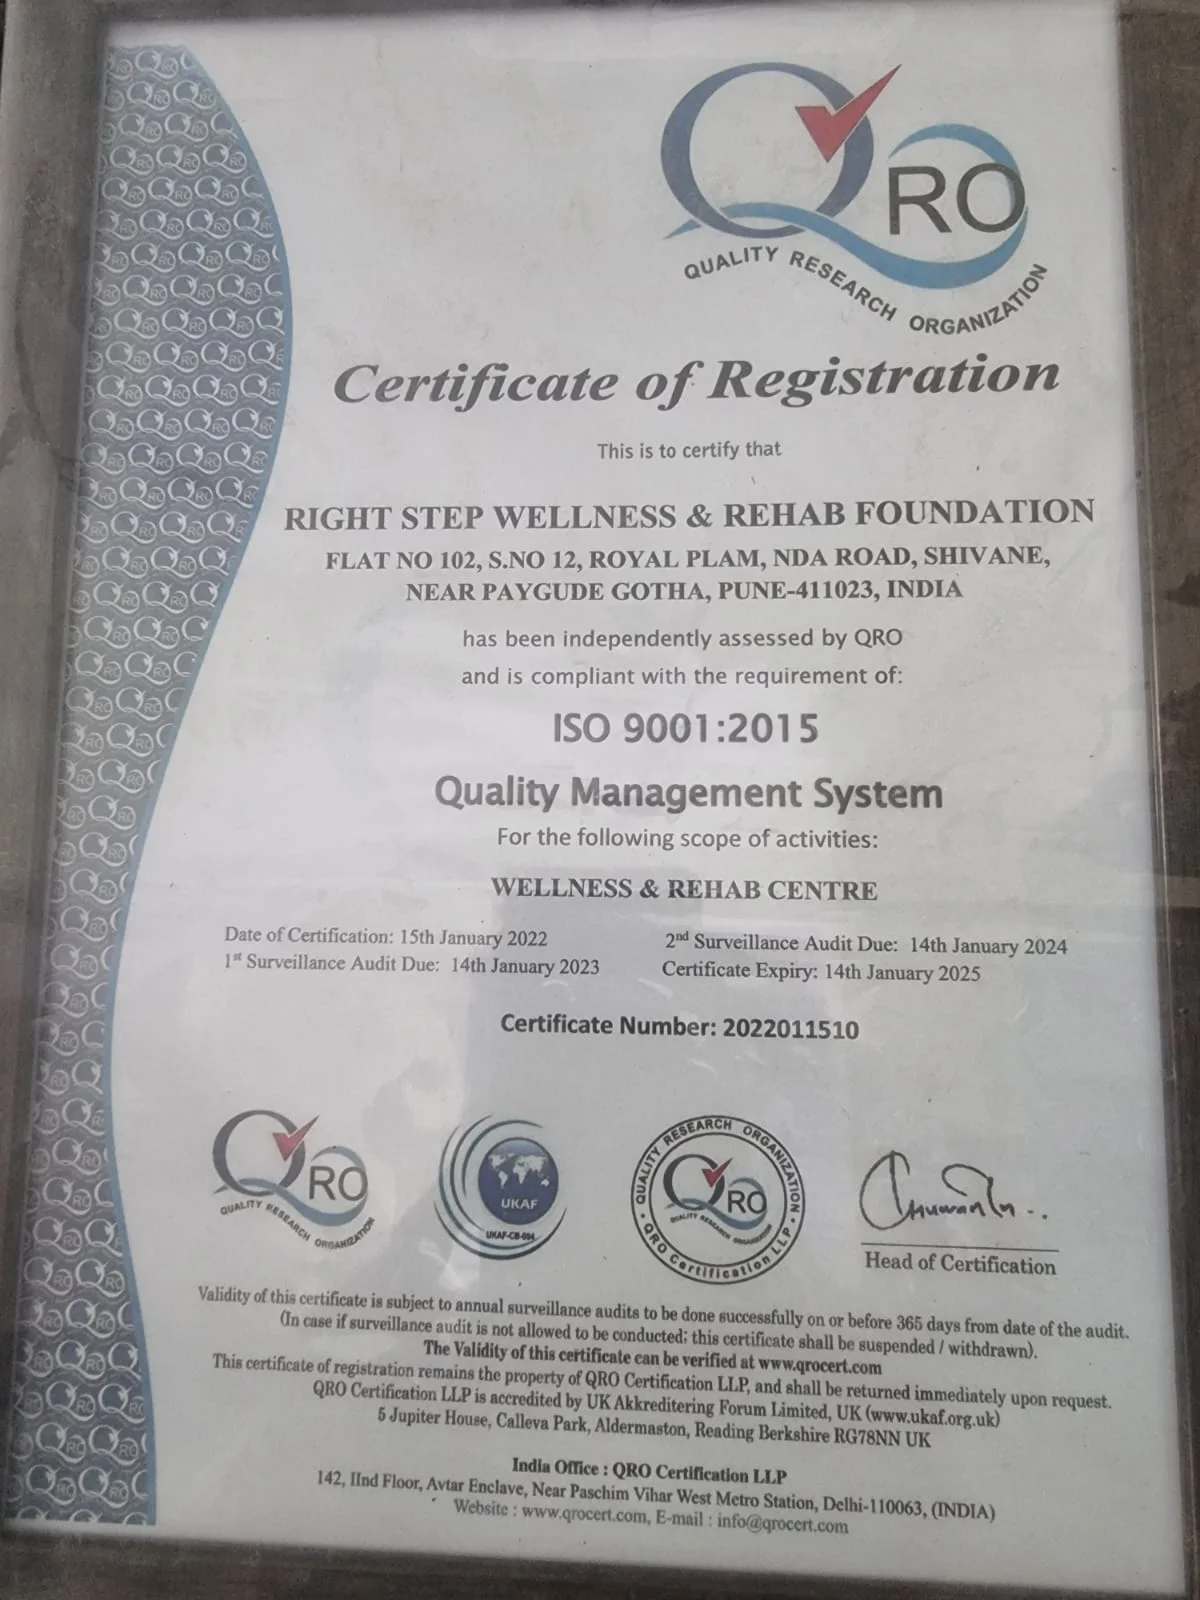 QRO
QUALITY RESEARCH ORGANIZATION
Certificate of Registration
This is to certify that
RIGHT STEP WELLNESS & REHAB FOUNDATION
FLAT NO 102, S.NO 12, ROYAL PLAM, NDA ROAD, SHIVANE,
NEAR PAYGUDE GOTHA, PUNE-411023, INDIA
has been independently assessed by QRO
and is compliant with the requirement of:
ISO 9001:2015
Quality Management System
For the following scope of activities:
WELLNESS & REHAB CENTRE
Date of Certification: 15th January 2022
1st Surveillance Audit Due: 14th January 2023
2nd Surveillance Audit Due: 14th January 2024
Certificate Expiry: 14th January 2025
Certificate Number: 2022011510
QRO
QUALITY RESEARCH ORGANIZATION
UKAF
QUALITY RESEARCH ORGANIZATION
QRO
QUALITY RESEARCH ORGANIZATION
QRO Certification LLP
Head of Certification
Validity of this certificate is subject to annual surveillance audits to be done successfully on or before 365 days from date of the audit.
(In case if surveillance audit is not allowed to be conducted; this certificate shall be suspended / withdrawn).
The Validity of this certificate can be verified at www.qrocert.com
This certificate of registration remains the property of QRO Certification LLP, and shall be returned immediately upon request.
QRO Certification LLP is accredited by UK Akkreditering Forum Limited, UK (www.ukaf.org.uk)
5 Jupiter House, Calleva Park, Aldermaston, Reading Berkshire RG78NN UK
India Office : QRO Certification LLP
142, IInd Floor, Avtar Enclave, Near Paschim Vihar West Metro Station, Delhi-110063, (INDIA)
Website : www.qrocert.com, E-mail : info@qrocert.com